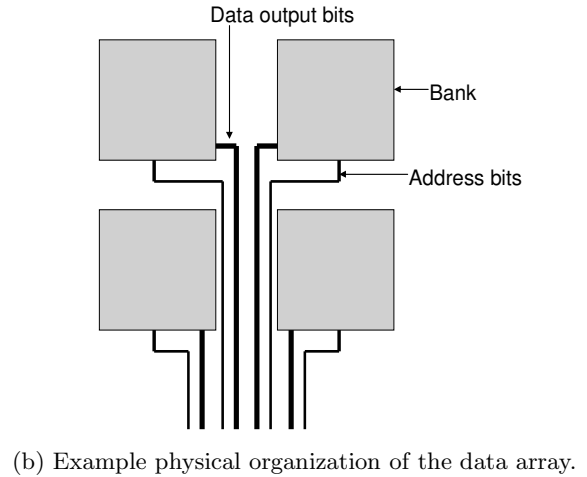 Data output bits
Bank
Address bits
(b) Example physical organization of the data array.